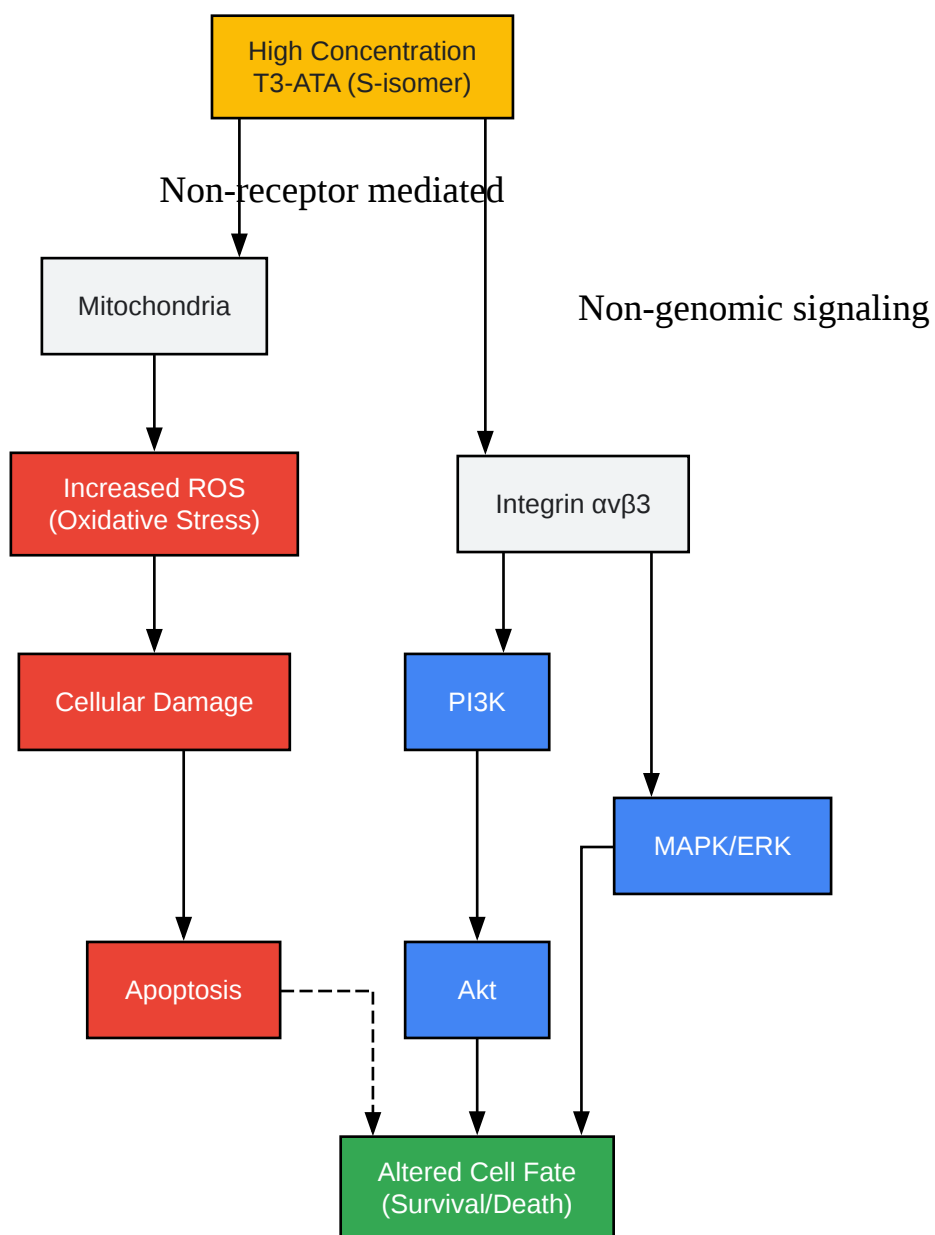 High Concentration
T3-ATA (S-isomer)
Non-receptor mediated
Mitochondria
Non-genomic signaling
Increased ROS
(Oxidative Stress)
Integrin αvβ3
Cellular Damage
PI3K
MAPK/ERK
Apoptosis
Akt
Altered Cell Fate
(Survival/Death)